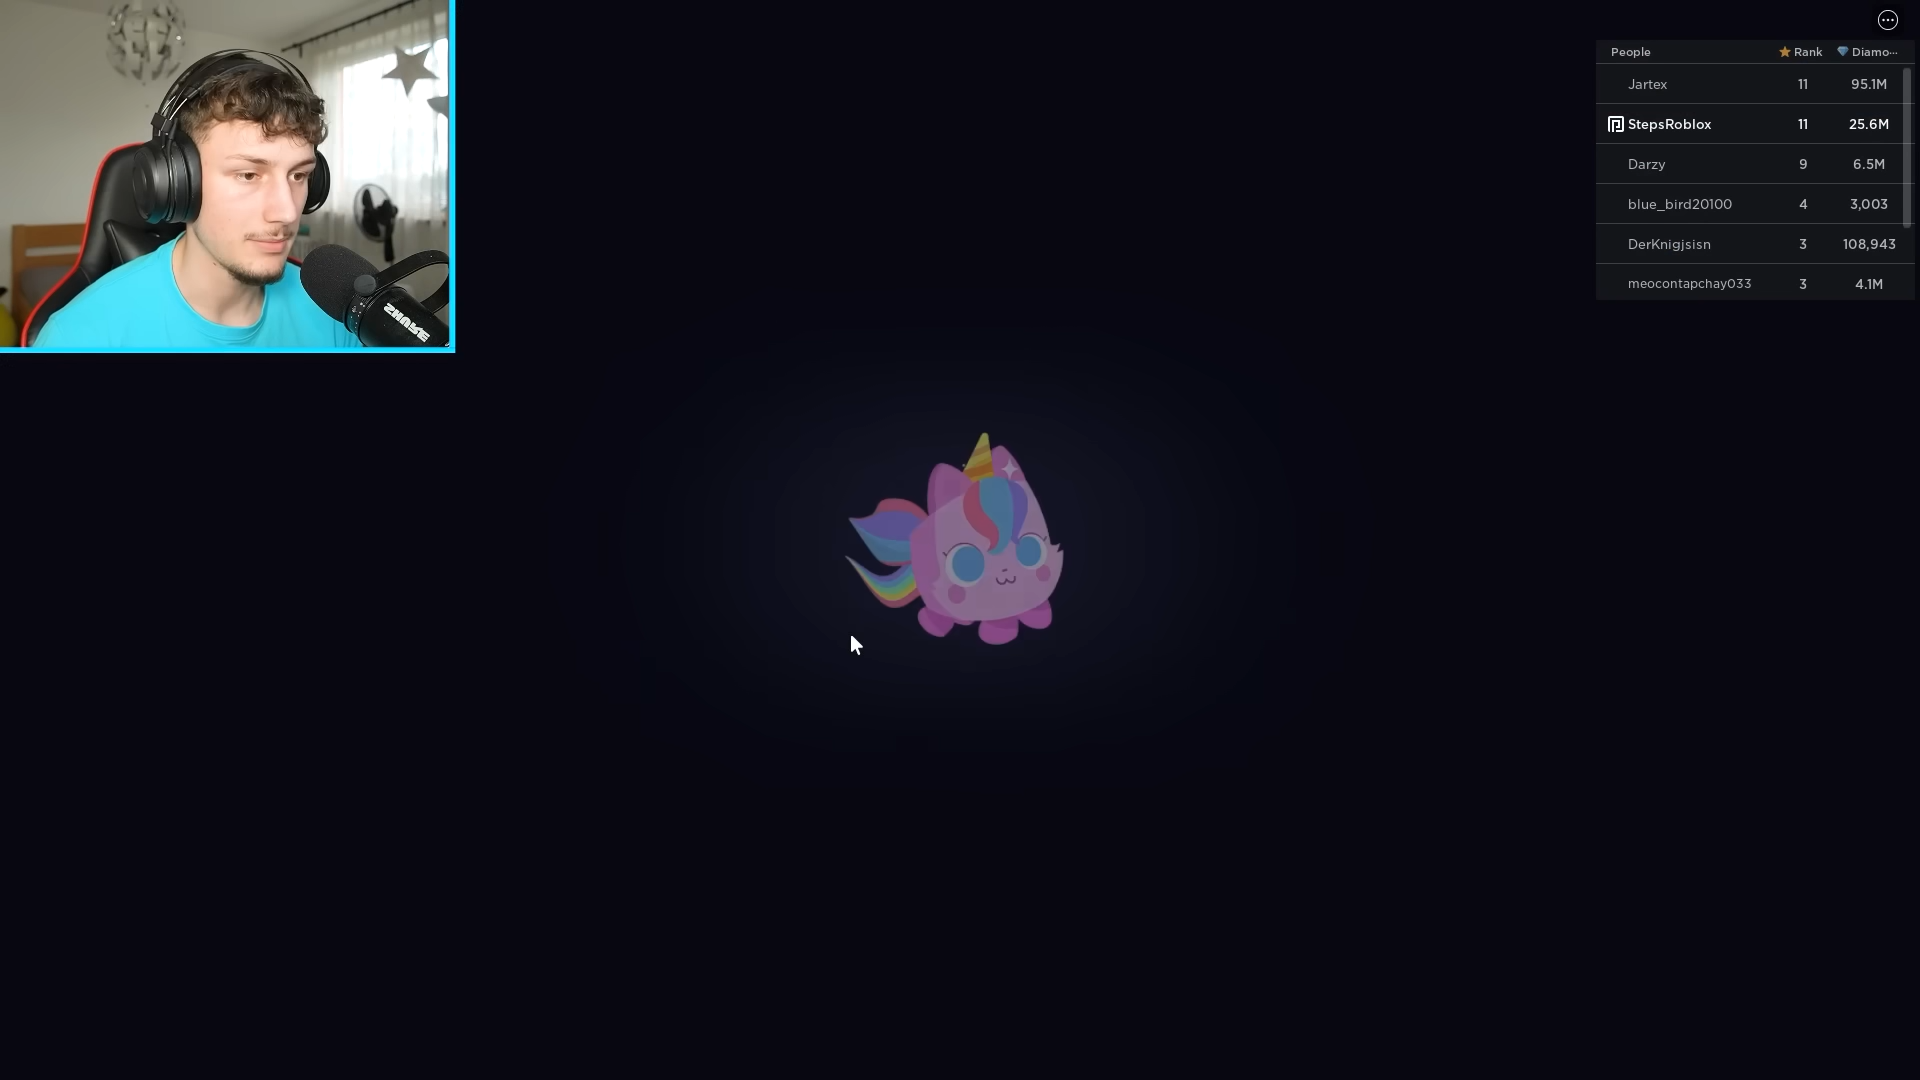 People Rank Diamo...
Jartex 11 95.1M
StepsRoblox 11 25.6M
Darzy 9 6.5M
blue_bird20100 4 3,003
DerKnigjsisn 3 108,943
meocontapchay033 3 4.1M
SHURE